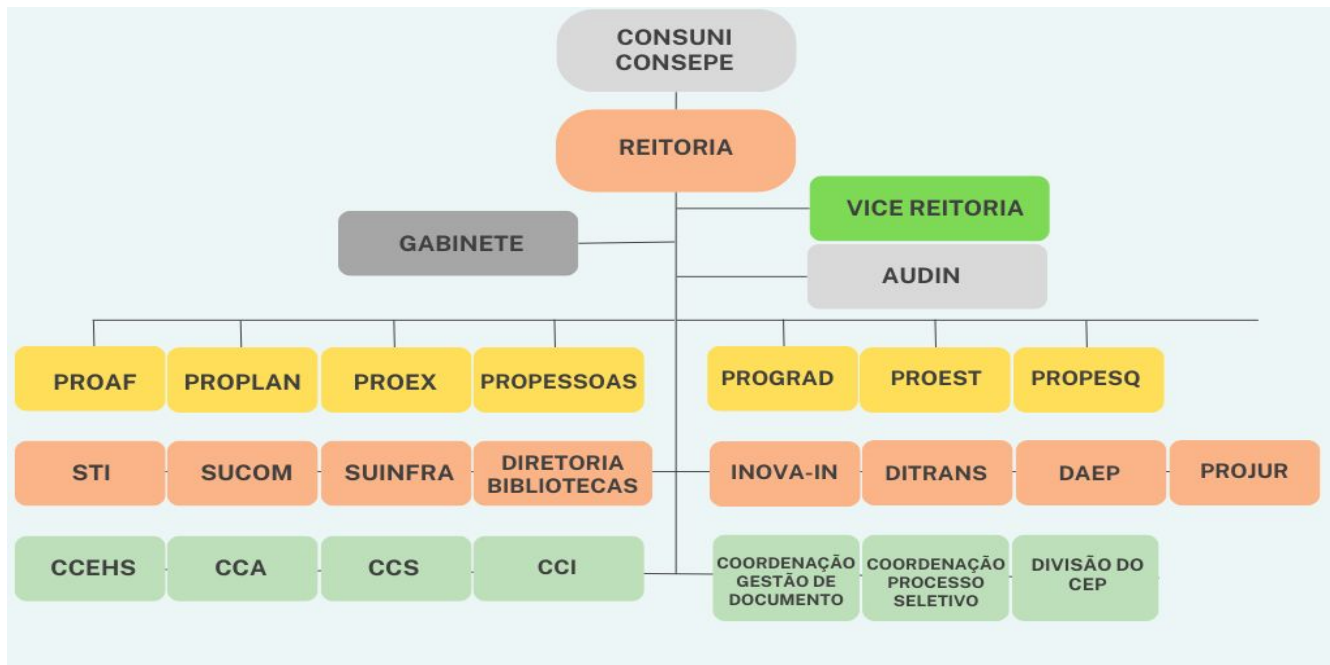 CONSUNI
CONSEPE
REITORIA
VICE REITORIA
GABINETE
AUDIN
PROAF
PROPLAN
PROEX
PROPESSOAS
PROGRAD
PROEST
PROPESQ
STI
SUCOM
SUINFRA
DIRETORIA
BIBLIOTECAS
INOVA-IN
DITRANS
DAEP
PROJUR
CCEHS
CCA
CCS
CCI
COORDENAÇÃO
GESTÃO DE
DOCUMENTO
COORDENAÇÃO
PROCESSO
SELETIVO
DIVISÃO DO
CEP